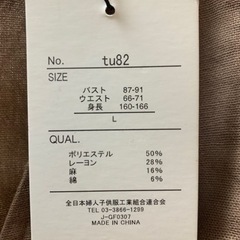 No. tu82
SIZE
バスト 87-91
ウエスト 66-71
身長 160-166
L
QUAL.
ポリエステル 50%
レーヨン 28%
麻 16%
綿 6%
全日本婦人子供服工業組合連合会
TEL 03-3866-1299
J-GF0307
MADE IN CHINA